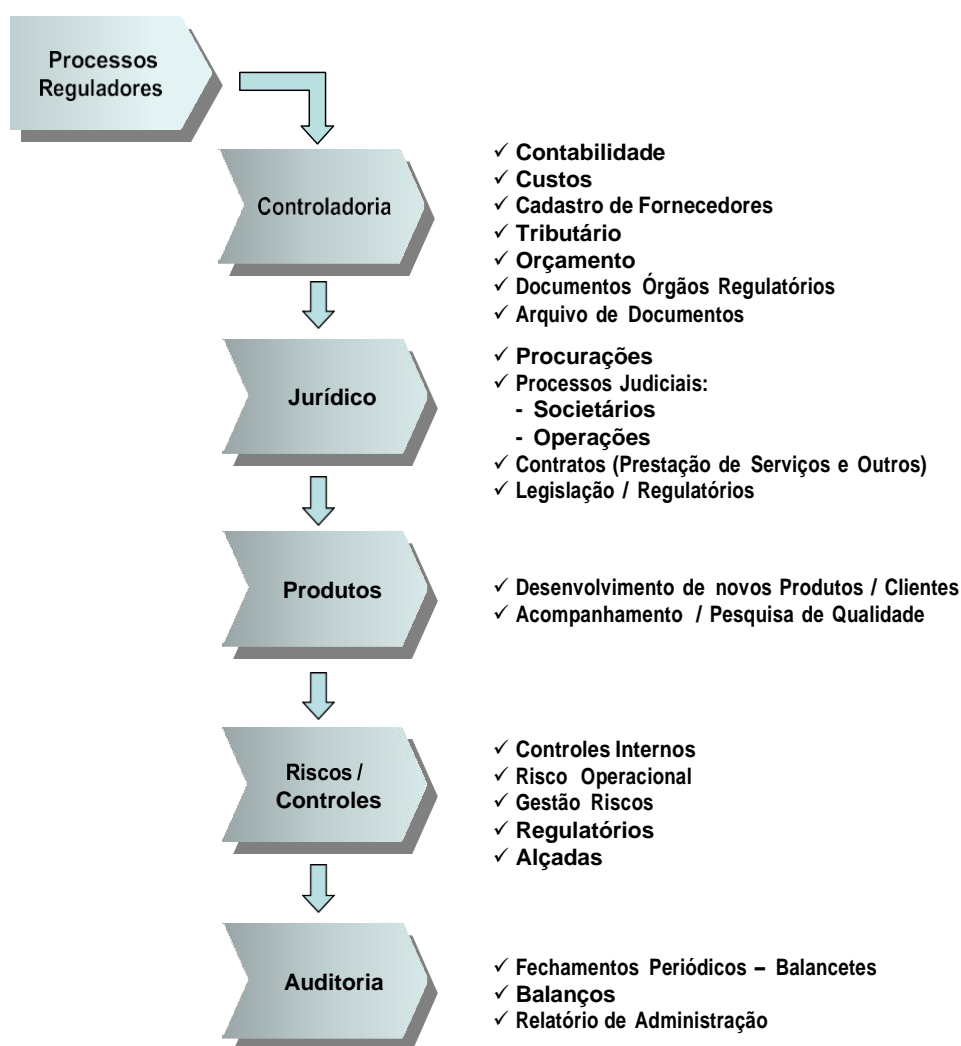 Processos
Reguladores
Controladoria
✓ Contabilidade
✓ Custos
✓ Cadastro de Fornecedores
✓ Tributário
✓ Orçamento
✓ Documentos Órgãos Regulatórios
✓ Arquivo de Documentos
Jurídico
✓ Procurações
✓ Processos Judiciais:
- Societários
- Operações
✓ Contratos (Prestação de Serviços e Outros)
✓ Legislação / Regulatórios
Produtos
✓ Desenvolvimento de novos Produtos / Clientes
✓ Acompanhamento / Pesquisa de Qualidade
Riscos /
Controles
✓ Controles Internos
✓ Risco Operacional
✓ Gestão Riscos
✓ Regulatórios
✓ Alçadas
Auditoria
✓ Fechamentos Periódicos – Balancetes
✓ Balanços
✓ Relatório de Administração